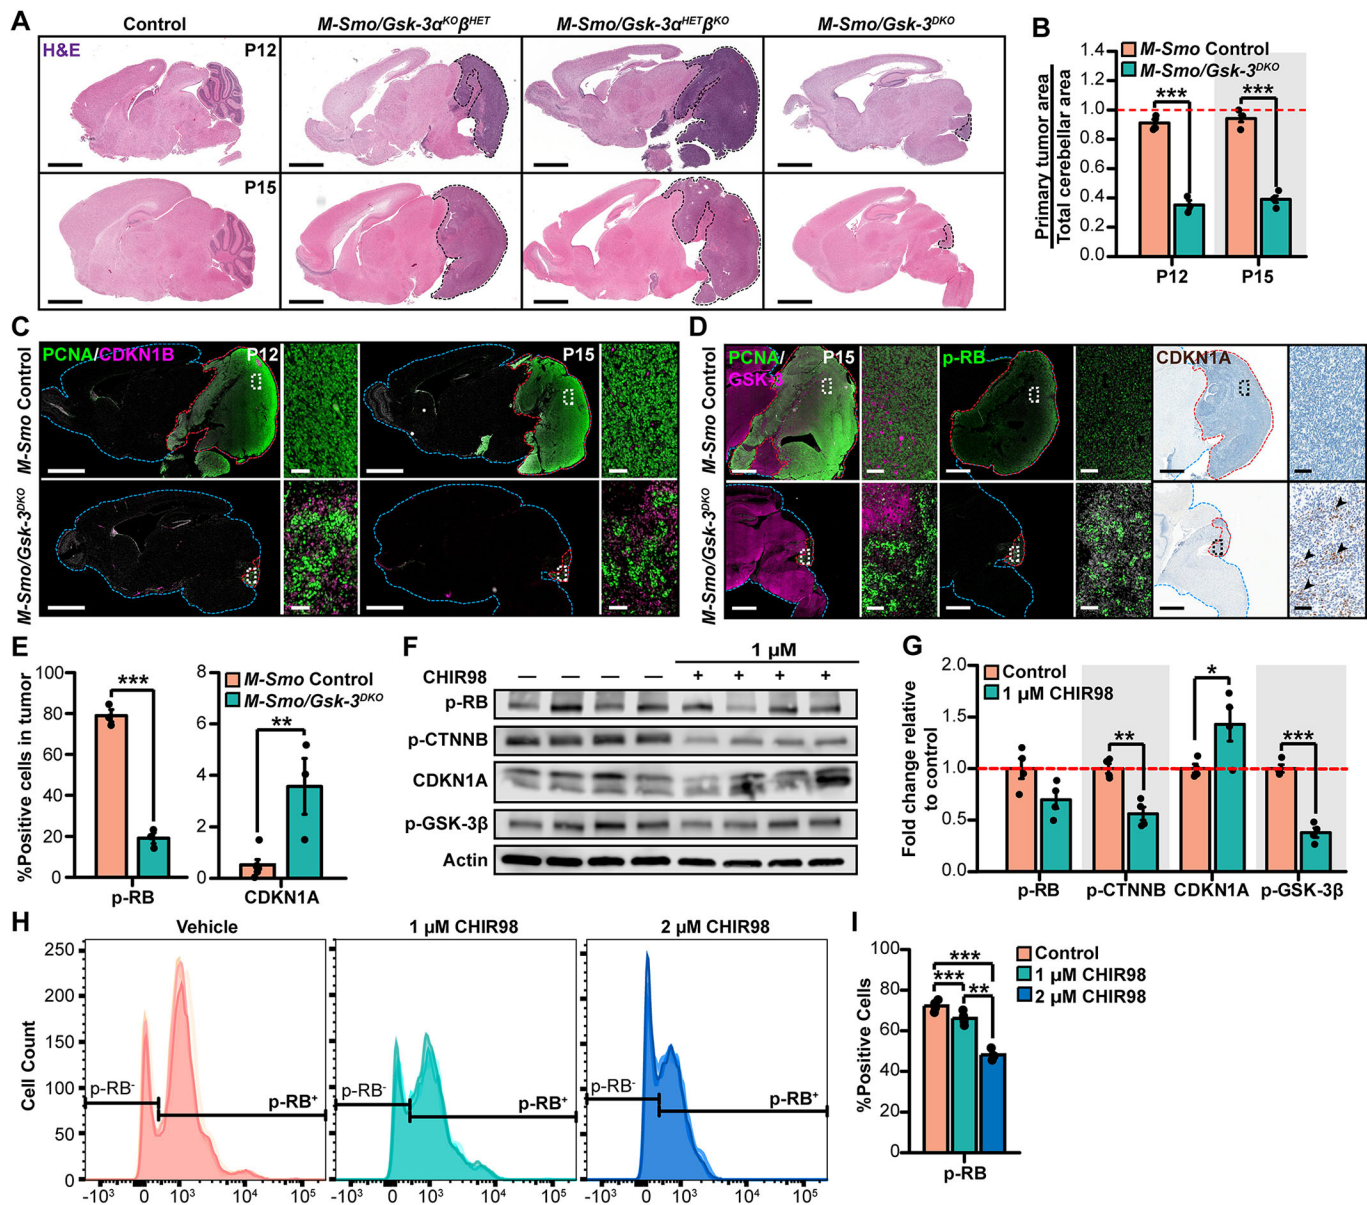 A
Control
M-Smo/Gsk-3α^KO β^HET
M-Smo/Gsk-3α^HET β^KO
M-Smo/Gsk-3^DKO
H&E
P12
P15
B
1.4
1.2
1.0
0.8
0.6
0.4
0.2
0.0
Primary tumor area
Total cerebellar area
M-Smo Control
M-Smo/Gsk-3^DKO
***
***
P12
P15
C
M-Smo Control
M-Smo/Gsk-3^DKO
PCNA/CDKN1B
P12
P15
D
M-Smo Control
M-Smo/Gsk-3^DKO
PCNA/
GSK-3
P15
p-RB
CDKN1A
E
%Positive cells in tumor
100
80
60
40
20
0
***
p-RB
8
6
4
2
0
M-Smo Control
M-Smo/Gsk-3^DKO
**
CDKN1A
F
1 µM
CHIR98 — — — — + + + +
p-RB
p-CTNNB
CDKN1A
p-GSK-3β
Actin
G
Fold change relative
to control
2.0
1.5
1.0
0.5
0.0
Control
1 µM CHIR98
**
*
***
p-RB
p-CTNNB
CDKN1A
p-GSK-3β
H
Vehicle
1 µM CHIR98
2 µM CHIR98
Cell Count
250
200
150
100
50
0
p-RB⁻
p-RB⁺
p-RB⁻
p-RB⁺
p-RB⁻
p-RB⁺
-10³ 0 10³ 10⁴ 10⁵
-10³ 0 10³ 10⁴ 10⁵
-10³ 0 10³ 10⁴ 10⁵
I
%Positive Cells
100
80
60
40
20
0
***
***
**
Control
1 µM CHIR98
2 µM CHIR98
p-RB